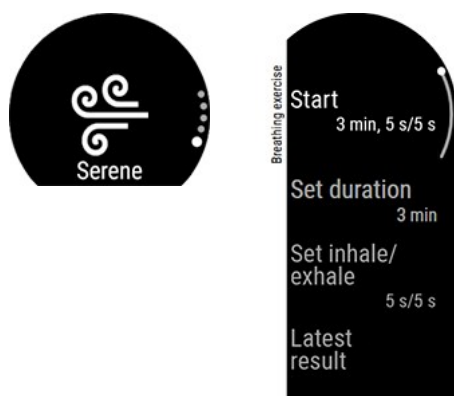 Serene
Breathing exercise
Start
3 min, 5 s/5 s
Set duration
3 min
Set inhale/
exhale
5 s/5 s
Latest
result